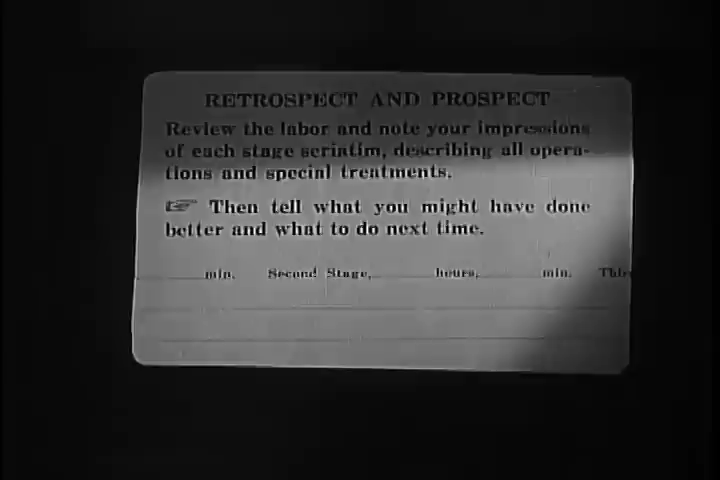 RETROSPECT AND PROSPECT
Review the labor and note your impressions
of each stage seriatim, describing all opera-
tions and special treatments.
☞ Then tell what you might have done
better and what to do next time.
min. Second Stage, hours, min. Thir